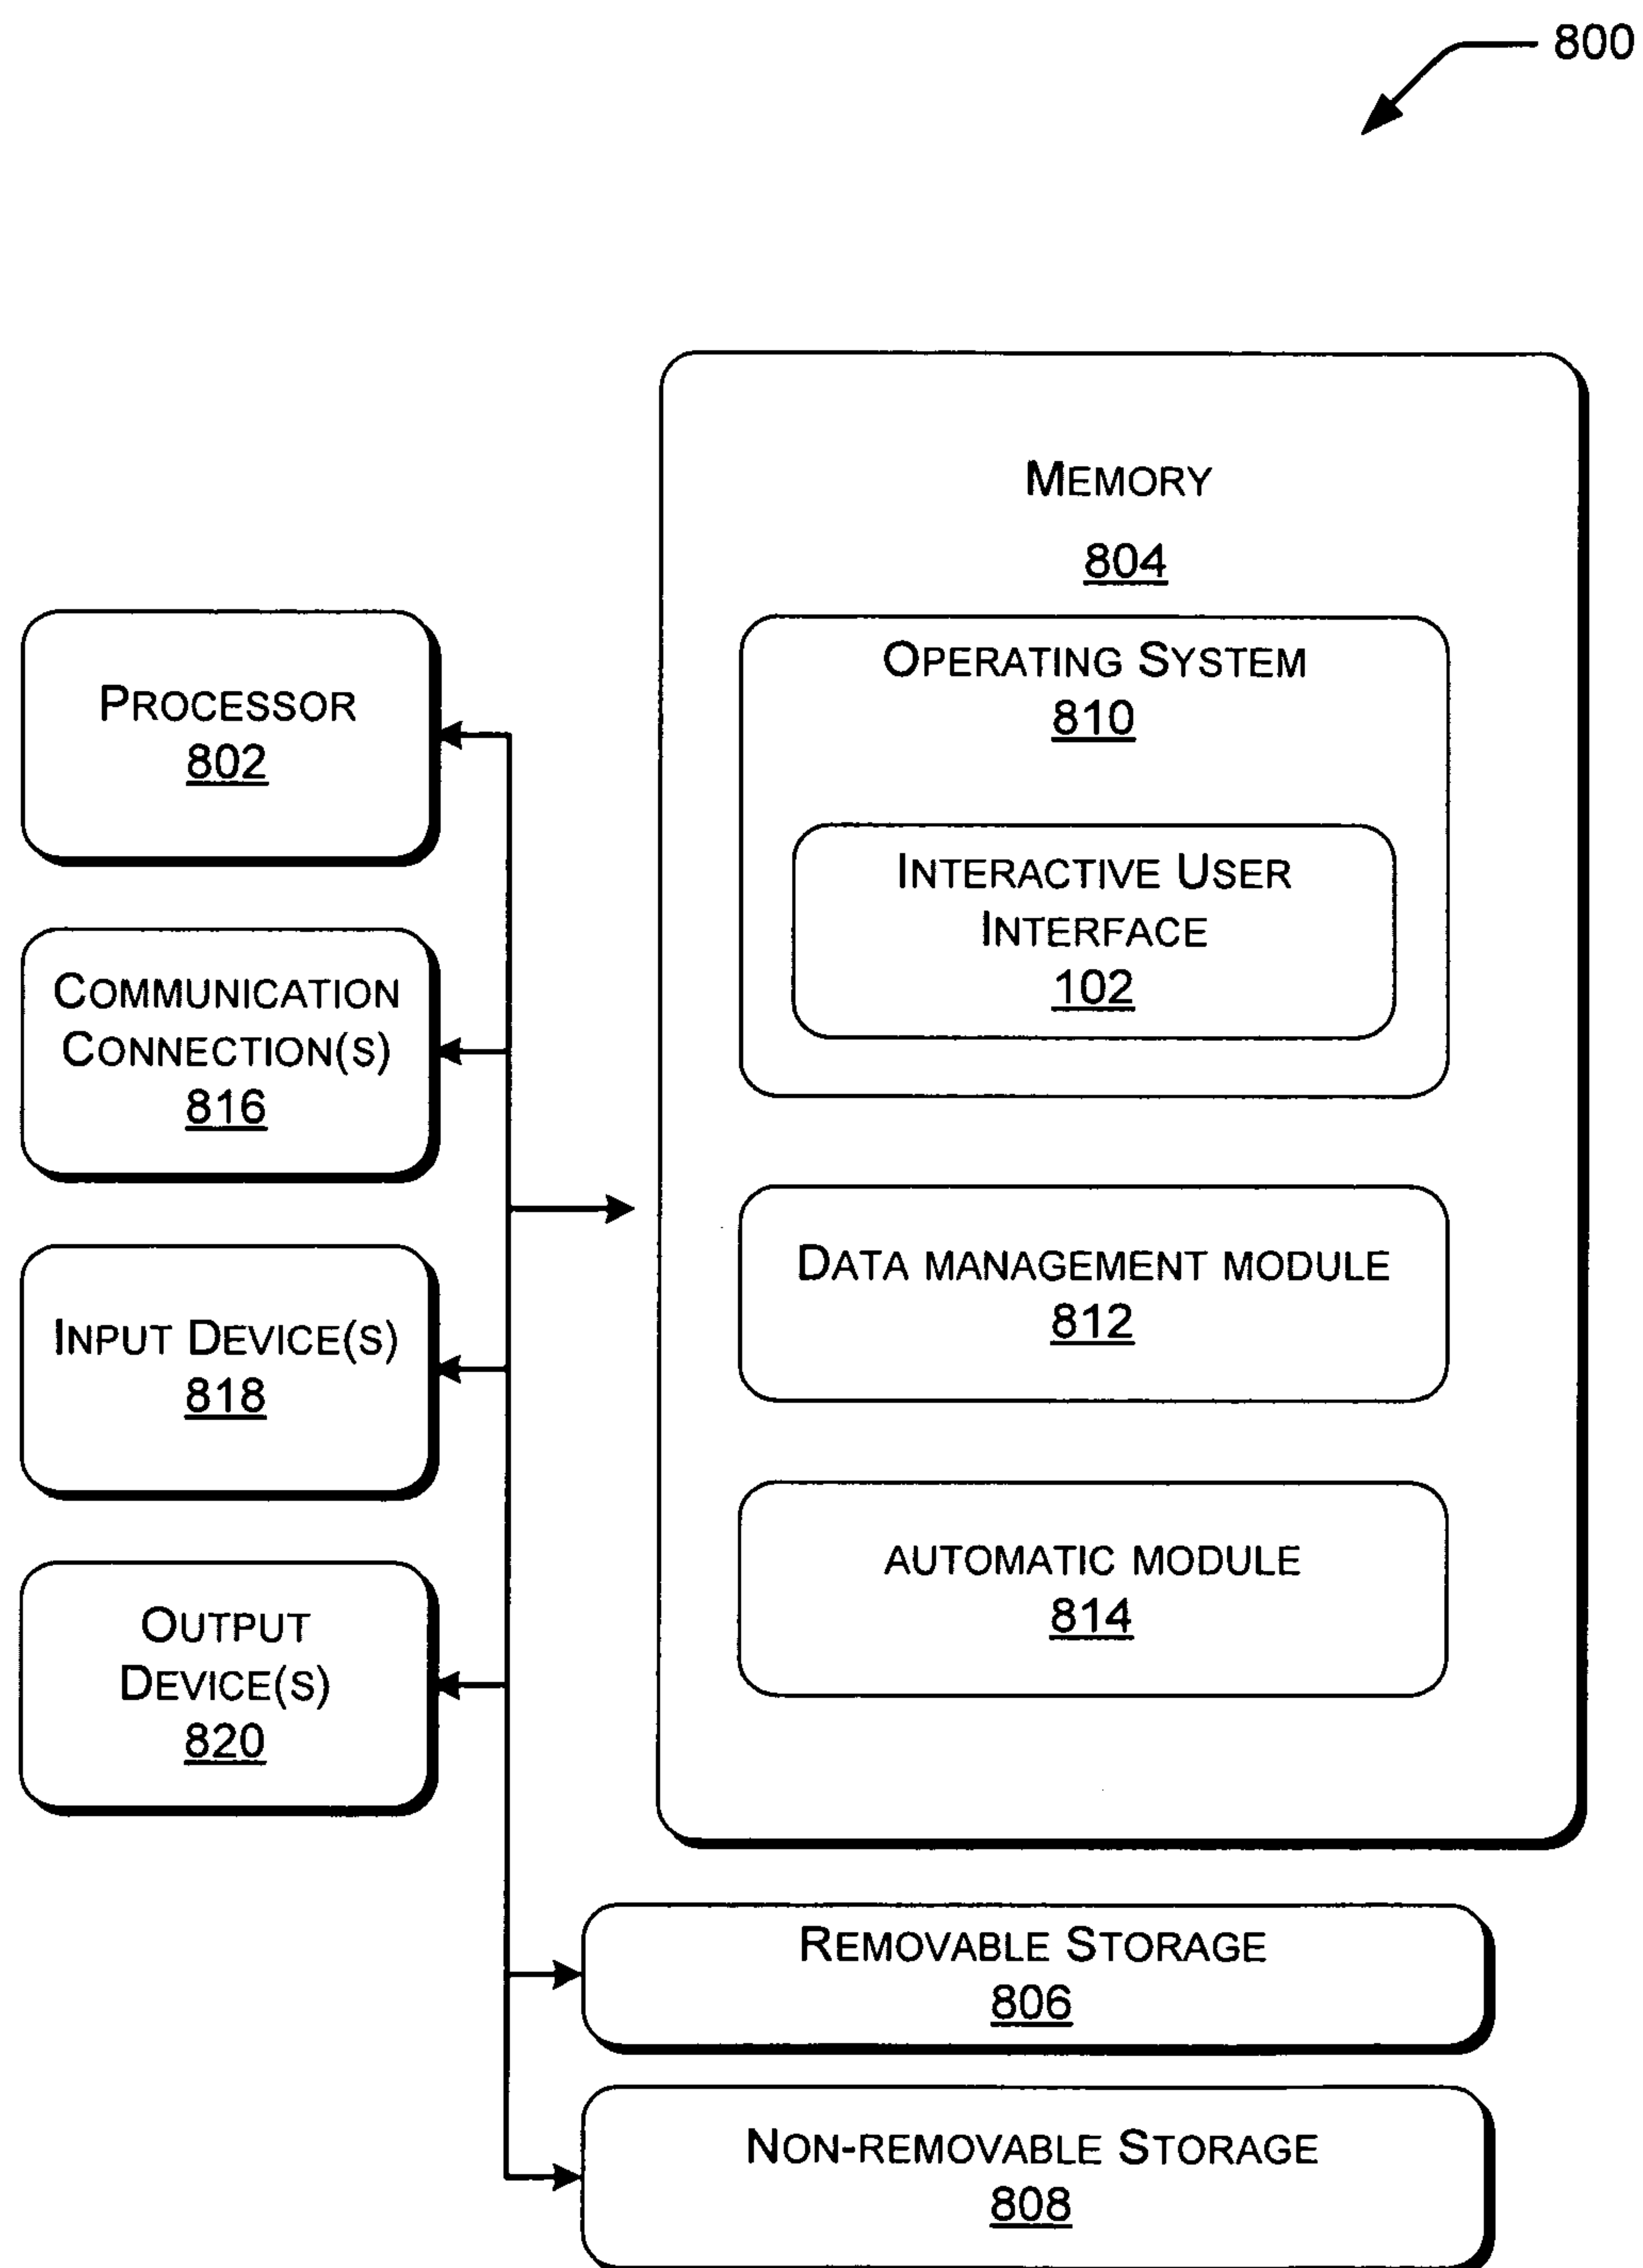 800
MEMORY
804
OPERATING SYSTEM
810
INTERACTIVE USER
INTERFACE
102
DATA MANAGEMENT MODULE
812
AUTOMATIC MODULE
814
PROCESSOR
802
COMMUNICATION
CONNECTION(S)
816
INPUT DEVICE(S)
818
OUTPUT
DEVICE(S)
820
REMOVABLE STORAGE
806
NON-REMOVABLE STORAGE
808